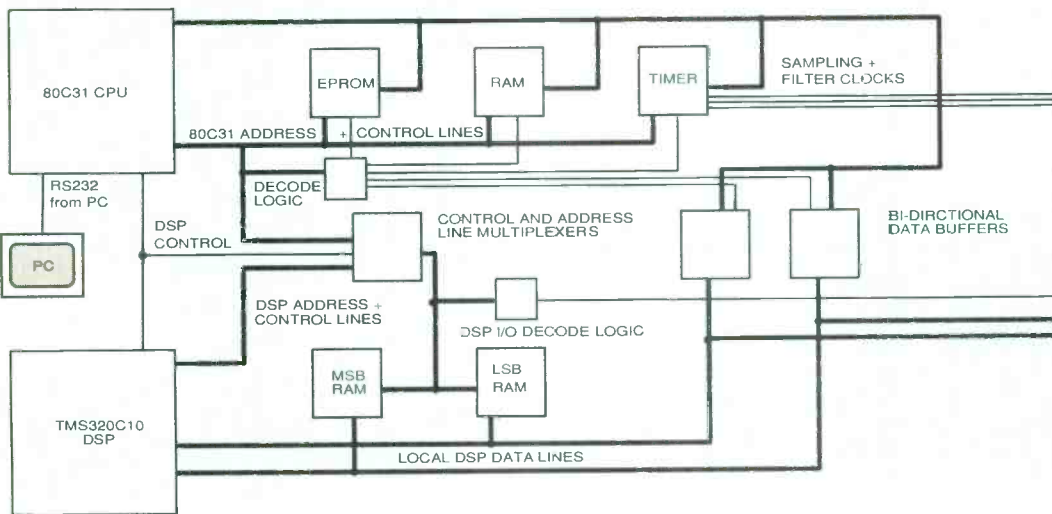 80C31 CPU
EPROM
RAM
TIMER
SAMPLING +
FILTER CLOCKS
80C31 ADDRESS + CONTROL LINES
RS232
from PC
DECODE
LOGIC
DSP
CONTROL
CONTROL AND ADDRESS
LINE MULTIPLEXERS
BI-DIRCTIONAL
DATA BUFFERS
PC
DSP ADDRESS +
CONTROL LINES
DSP I/O DECODE LOGIC
MSB
RAM
LSB
RAM
TMS320C10
DSP
LOCAL DSP DATA LINES